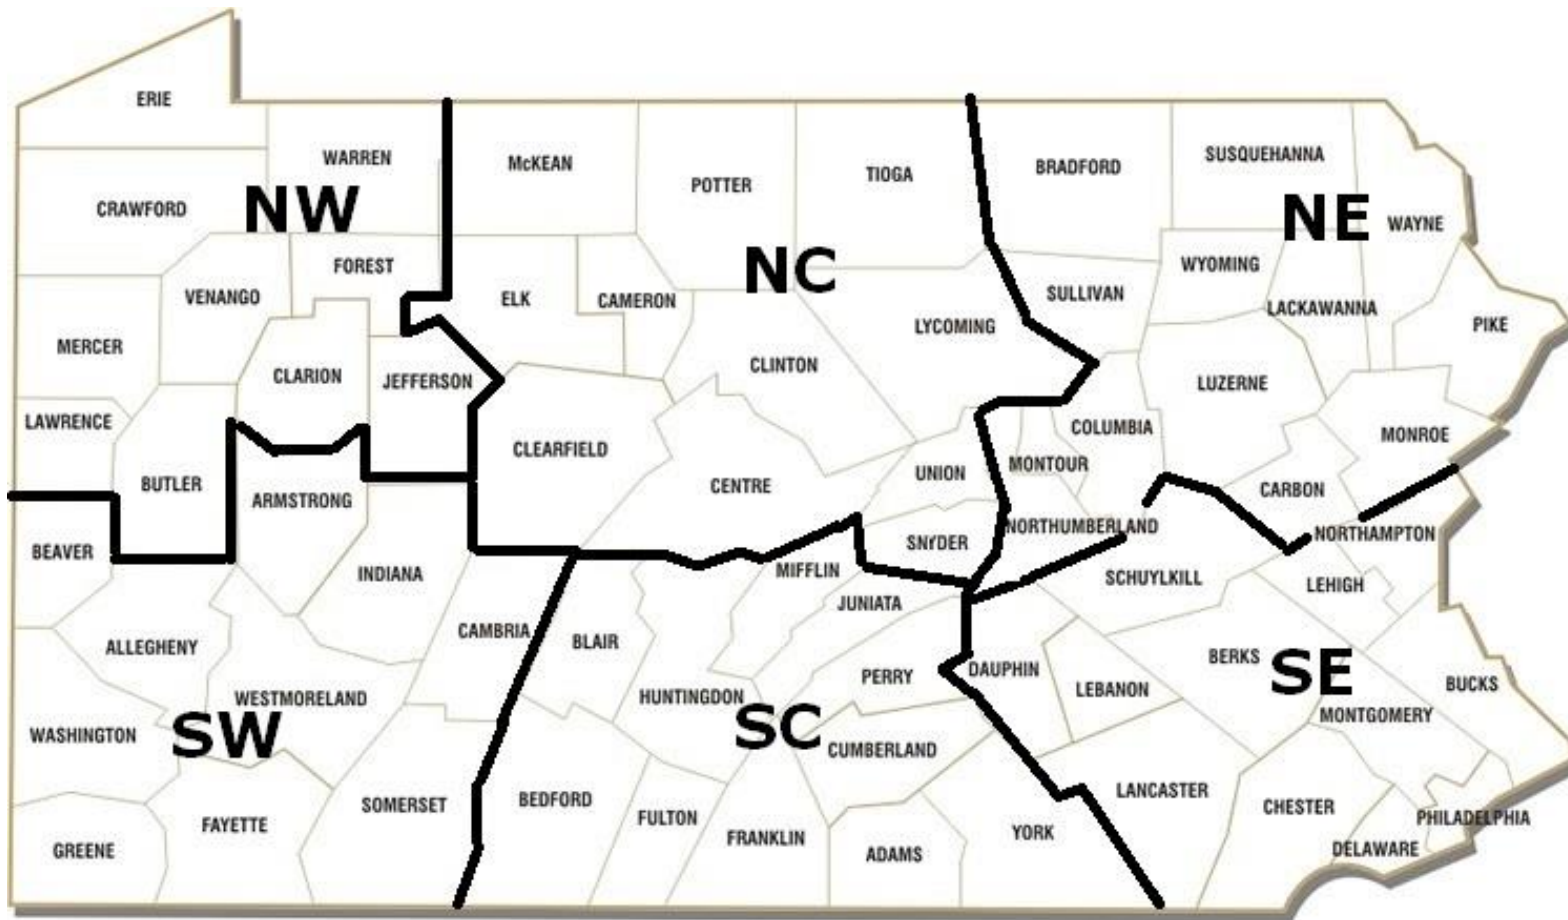 ERIE
WARREN
McKEAN
POTTER
TIOGA
BRADFORD
SUSQUEHANNA
CRAWFORD
NW
NE
WAYNE
FOREST
VENANGO
ELK
CAMERON
NC
SULLIVAN
WYOMING
LACKAWANNA
MERCER
CLARION
JEFFERSON
CLINTON
LYCOMING
LUZERNE
PIKE
LAWRENCE
BUTLER
ARMSTRONG
CLEARFIELD
CENTRE
UNION
MONTOUR
COLUMBIA
CARBON
MONROE
BEAVER
INDIANA
MIFFLIN
SNYDER
NORTHUMBERLAND
SCHUYLKILL
NORTHAMPTON
LEHIGH
ALLEGHENY
CAMBRIA
BLAIR
JUNIATA
WESTMORELAND
HUNTINGDON
PERRY
DAUPHIN
LEBANON
BERKS
SE
BUCKS
WASHINGTON
SW
SC
CUMBERLAND
MONTGOMERY
GREENE
FAYETTE
SOMERSET
BEDFORD
FULTON
FRANKLIN
ADAMS
YORK
LANCASTER
CHESTER
DELAWARE
PHILADELPHIA